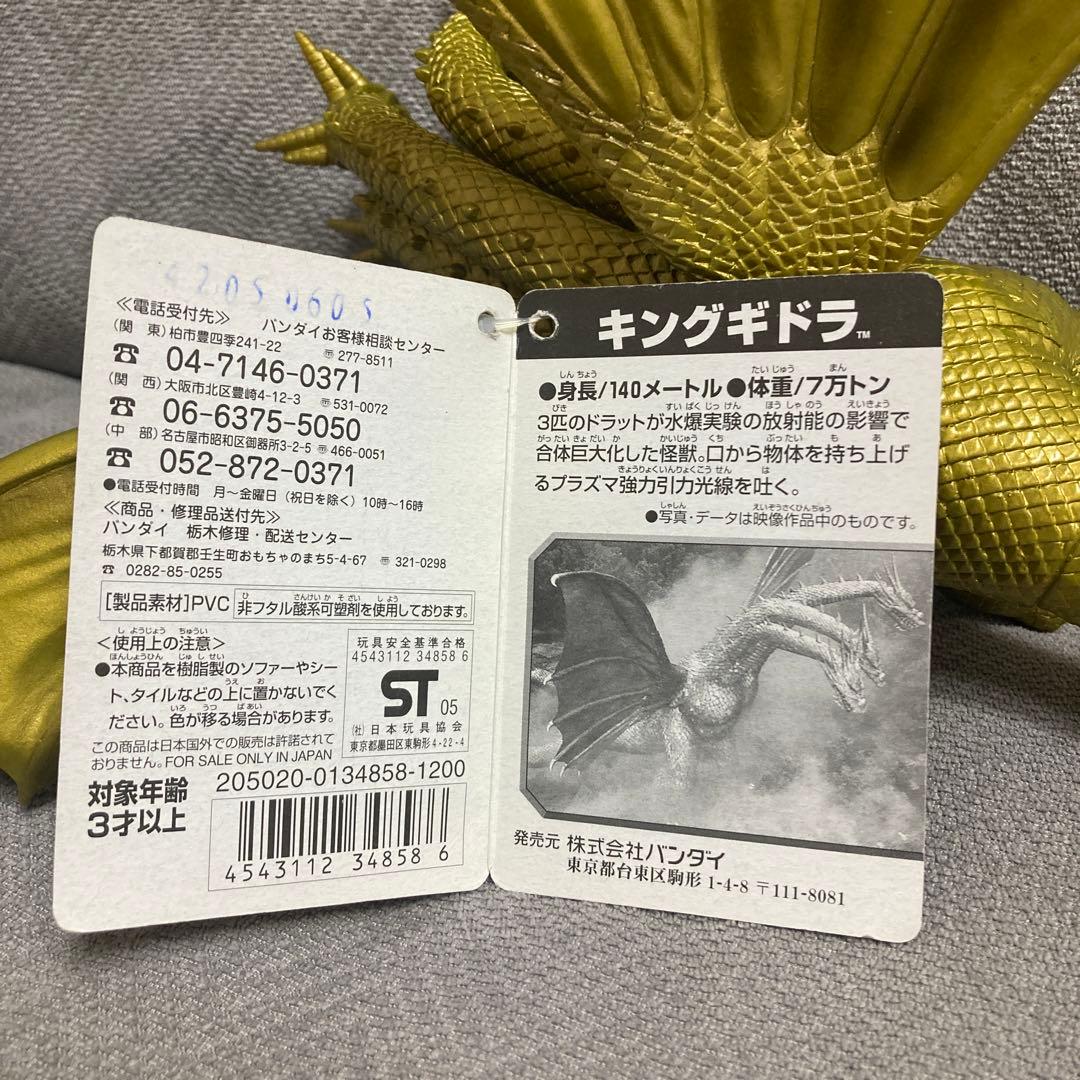 4205 0605
≪電話受付先≫ バンダイお客様相談センター
(関 東)柏市豊四季241-22 〠277-8511
☎ 04-7146-0371
(関 西)大阪市北区豊崎4-12-3 〠531-0072
☎ 06-6375-5050
(中 部)名古屋市昭和区御器所3-2-5 〠466-0051
☎ 052-872-0371
●電話受付時間 月~金曜日(祝日を除く)10時~16時
≪商品・修理品送付先≫
バンダイ 栃木修理・配送センター
栃木県下都賀郡壬生町おもちゃのまち5-4-67 〠321-0298
☎ 0282-85-0255
[製品素材]PVC 非フタル酸系可塑剤を使用しております。
<使用上の注意>
●本商品を樹脂製のソファーやシー
ト、タイルなどの上に置かないでく
ださい。色が移る場合があります。
この商品は日本国外での販売は許諾されて
おりません。FOR SALE ONLY IN JAPAN
玩具安全基準合格
4543112 34858 6
ST 05
(社)日本玩具協会
東京都墨田区東駒形4-22-4
対象年齢
3才以上
205020-0134858-1200
4543112 34858 6
キングギドラ™
●身長/140メートル ●体重/7万トン
3匹のドラットが水爆実験の放射能の影響で
合体巨大化した怪獣。口から物体を持ち上げ
るプラズマ強力引力光線を吐く。
●写真・データは映像作品中のものです。
発売元 株式会社バンダイ
東京都台東区駒形 1-4-8 〒111-8081